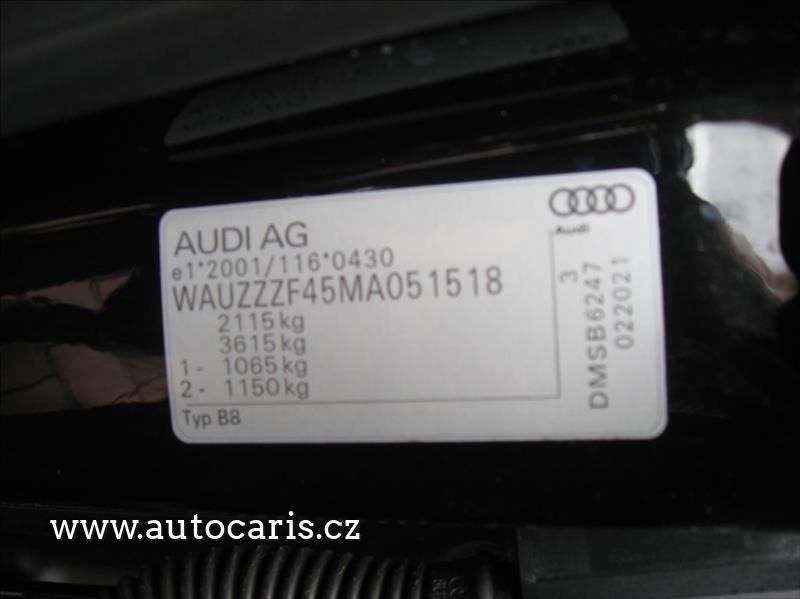 AUDI AG
e1*2001/116*0430
WAUZZZF45MA051518
2115 kg
3615 kg
1- 1065 kg
2- 1150 kg
Typ B8
Audi
3
DMSB6247
022021
www.autocaris.cz